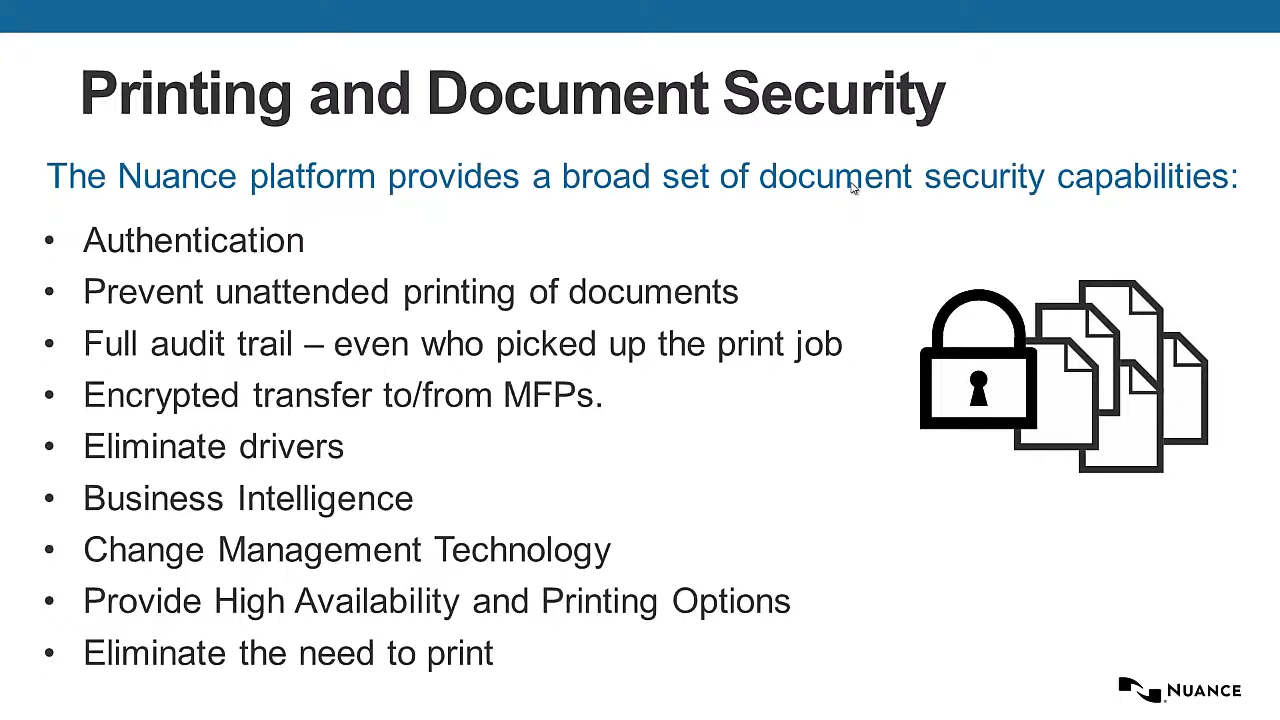 Printing and Document Security
The Nuance platform provides a broad set of document security capabilities:
• Authentication
• Prevent unattended printing of documents
• Full audit trail – even who picked up the print job
• Encrypted transfer to/from MFPs.
• Eliminate drivers
• Business Intelligence
• Change Management Technology
• Provide High Availability and Printing Options
• Eliminate the need to print
NUANCE